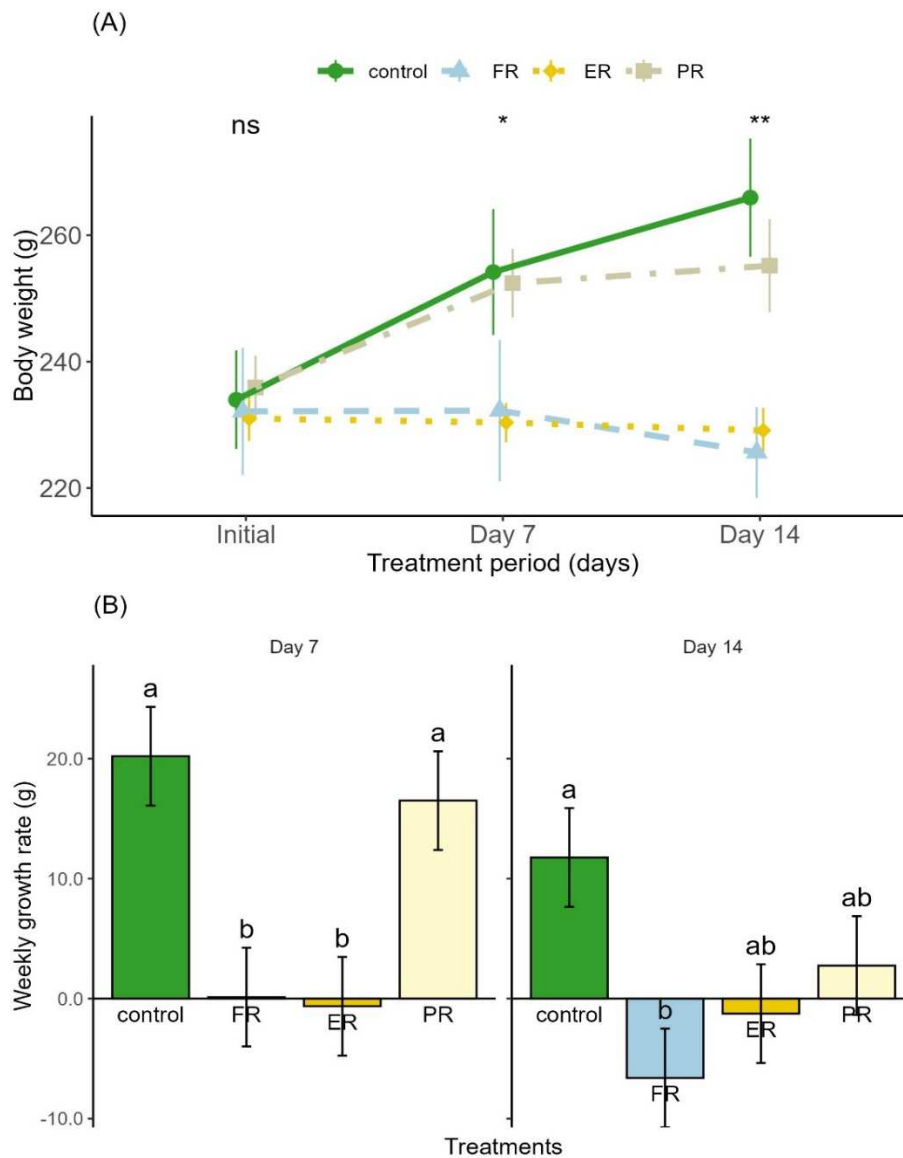 (A)
control FR ER PR
ns * **
Body weight (g)
260
240
220
Initial Day 7 Day 14
Treatment period (days)
(B)
Day 7 Day 14
Weekly growth rate (g)
20.0
10.0
0.0
-10.0
a b b a
control FR ER PR
a b ab ab
control FR ER PR
Treatments